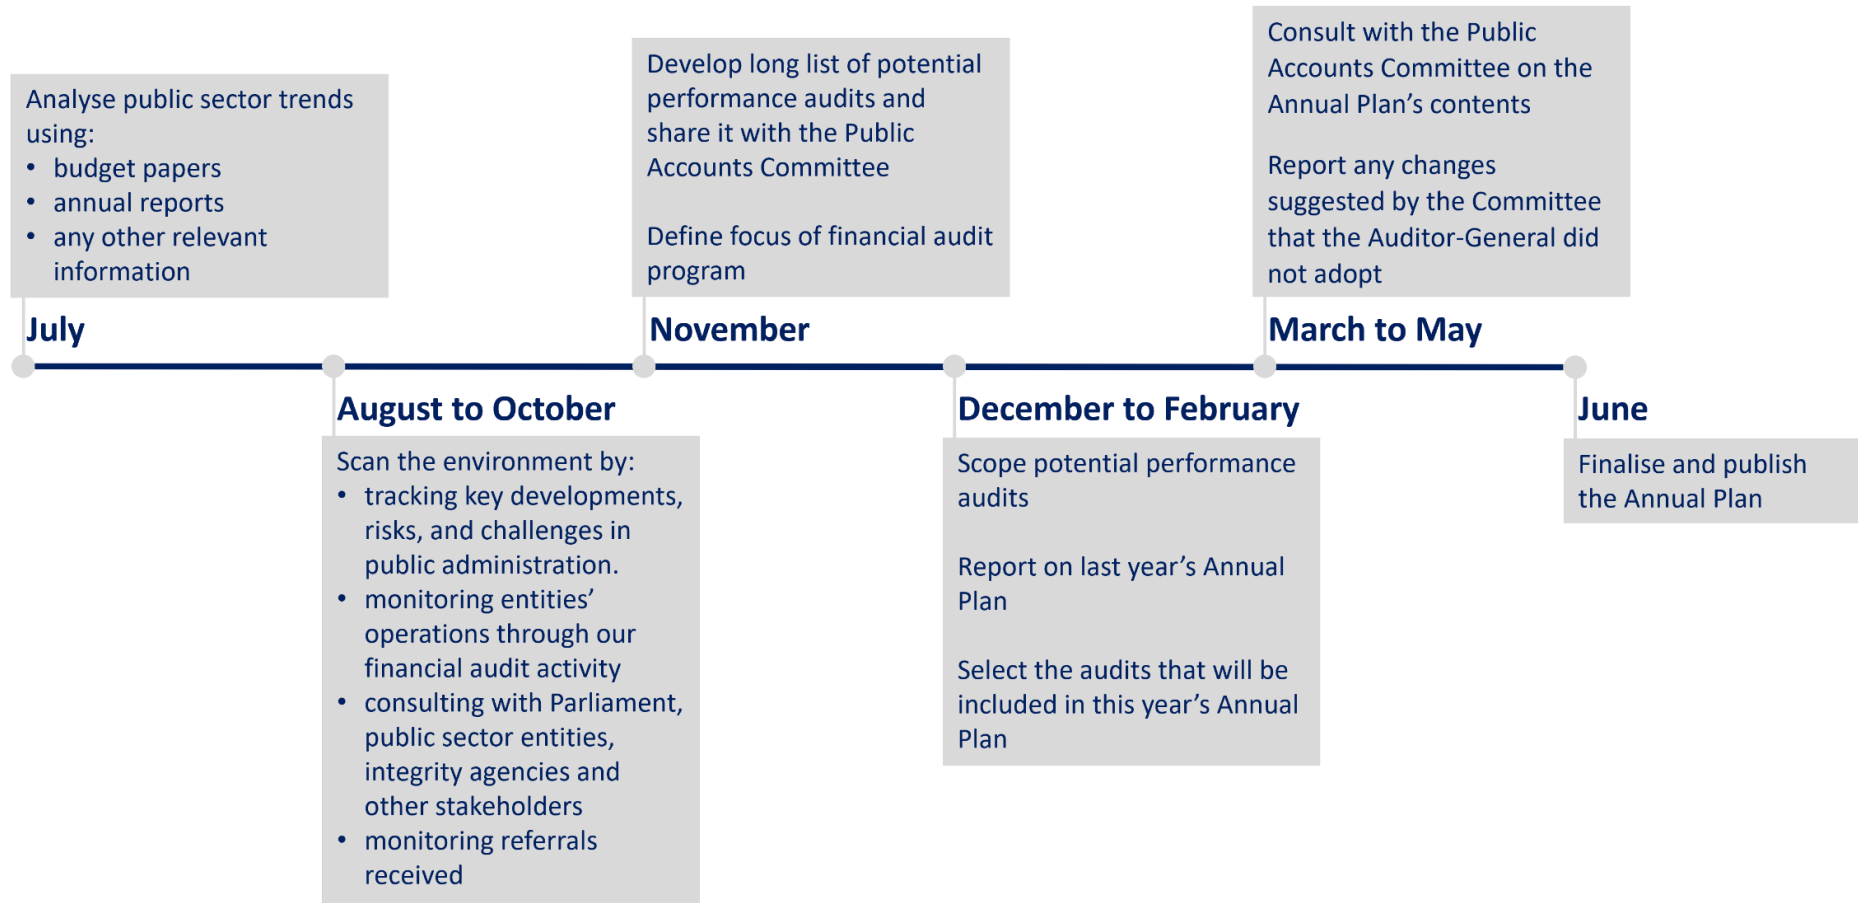 Analyse public sector trends
using:
• budget papers
• annual reports
• any other relevant
information
July
August to October
Scan the environment by:
• tracking key developments,
risks, and challenges in
public administration.
• monitoring entities’
operations through our
financial audit activity
• consulting with Parliament,
public sector entities,
integrity agencies and
other stakeholders
• monitoring referrals
received
Develop long list of potential
performance audits and
share it with the Public
Accounts Committee
Define focus of financial audit
program
November
December to February
Scope potential performance
audits
Report on last year’s Annual
Plan
Select the audits that will be
included in this year’s Annual
Plan
Consult with the Public
Accounts Committee on the
Annual Plan’s contents
Report any changes
suggested by the Committee
that the Auditor-General did
not adopt
March to May
June
Finalise and publish
the Annual Plan